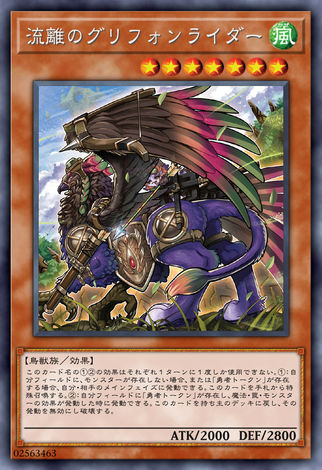 流離のグリフォンライダー
風
【鳥獣族/効果】
このカード名の①②の効果はそれぞれ1ターンに1度しか使用できない。①:自
分フィールドに、モンスターが存在しない場合、または「勇者トークン」が存在
する場合、自分・相手のメインフェイズに発動できる。このカードを手札から特
殊召喚する。②:自分フィールドに「勇者トークン」が存在し、魔法・罠・モンスタ
ーの効果が発動した時に発動できる。このカードを持ち主のデッキに戻し、その
発動を無効にし破壊する。
ATK/2000 DEF/2800
02563463